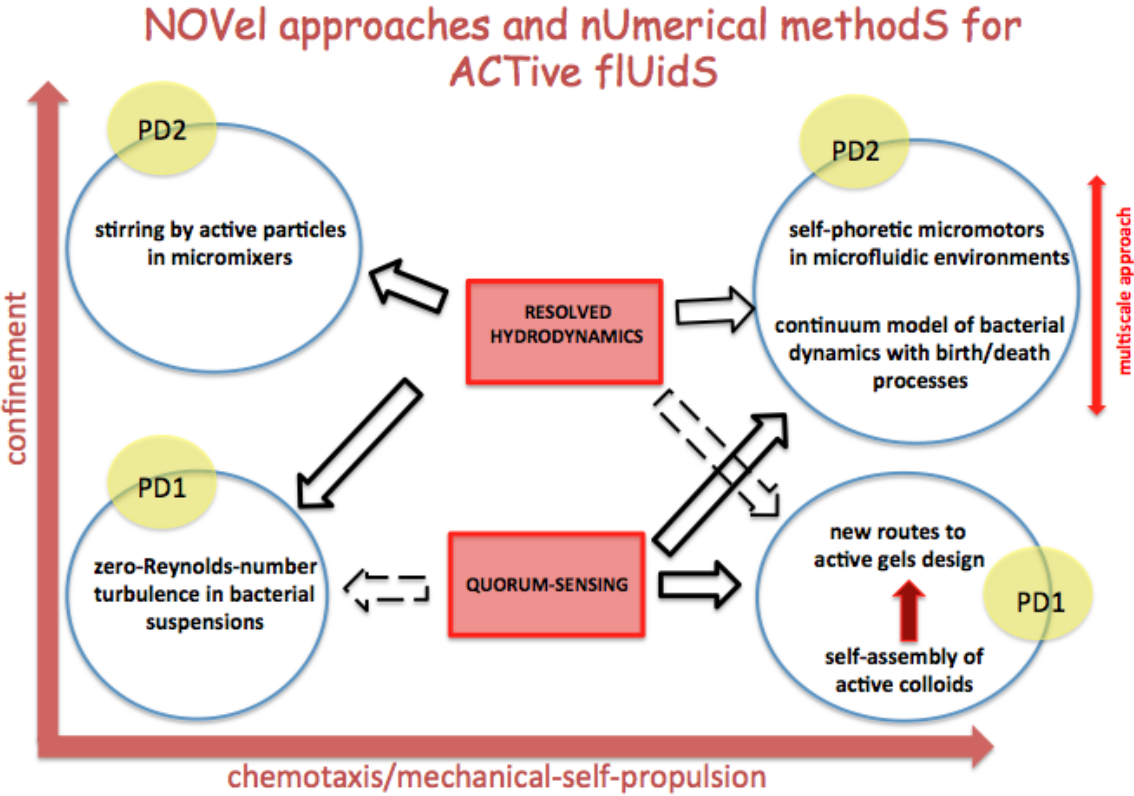 NOVel approaches and nUmerical methodS for
ACTive flUidS
PD2
stirring by active particles
in micromixers
PD2
self-phoretic micromotors
in microfluidic environments
continuum model of bacterial
dynamics with birth/death
processes
multiscale approach
RESOLVED
HYDRODYNAMICS
confinement
PD1
zero-Reynolds-number
turbulence in bacterial
suspensions
QUORUM-SENSING
new routes to
active gels design
PD1
self-assembly of
active colloids
chemotaxis/mechanical-self-propulsion